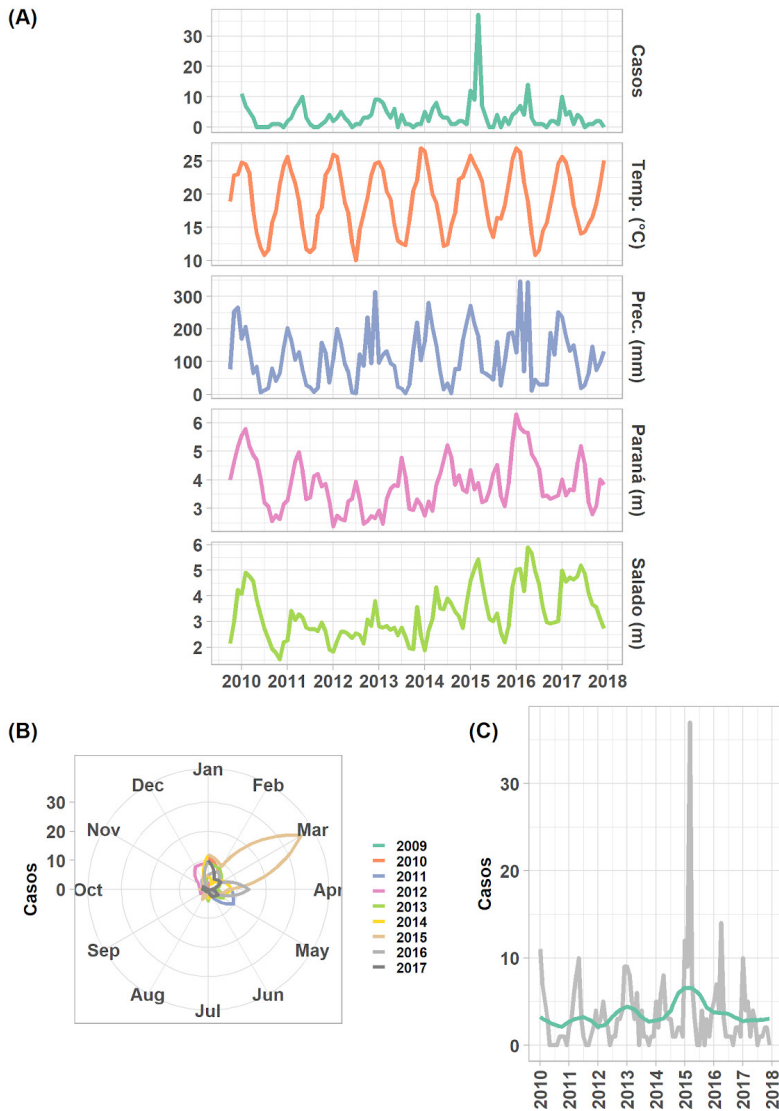 (A)
30
20
10
0
Casos
25
20
15
10
Temp. (°C)
300
200
100
0
Prec. (mm)
6
5
4
3
Paraná (m)
6
5
4
3
2
Salado (m)
2010 2011 2012 2013 2014 2015 2016 2017 2018
(B)
Casos
30
20
10
0
Jan
Feb
Mar
Apr
May
Jun
Jul
Aug
Sep
Oct
Nov
Dec
2009
2010
2011
2012
2013
2014
2015
2016
2017
(C)
Casos
30
20
10
0
2010 2011 2012 2013 2014 2015 2016 2017 2018